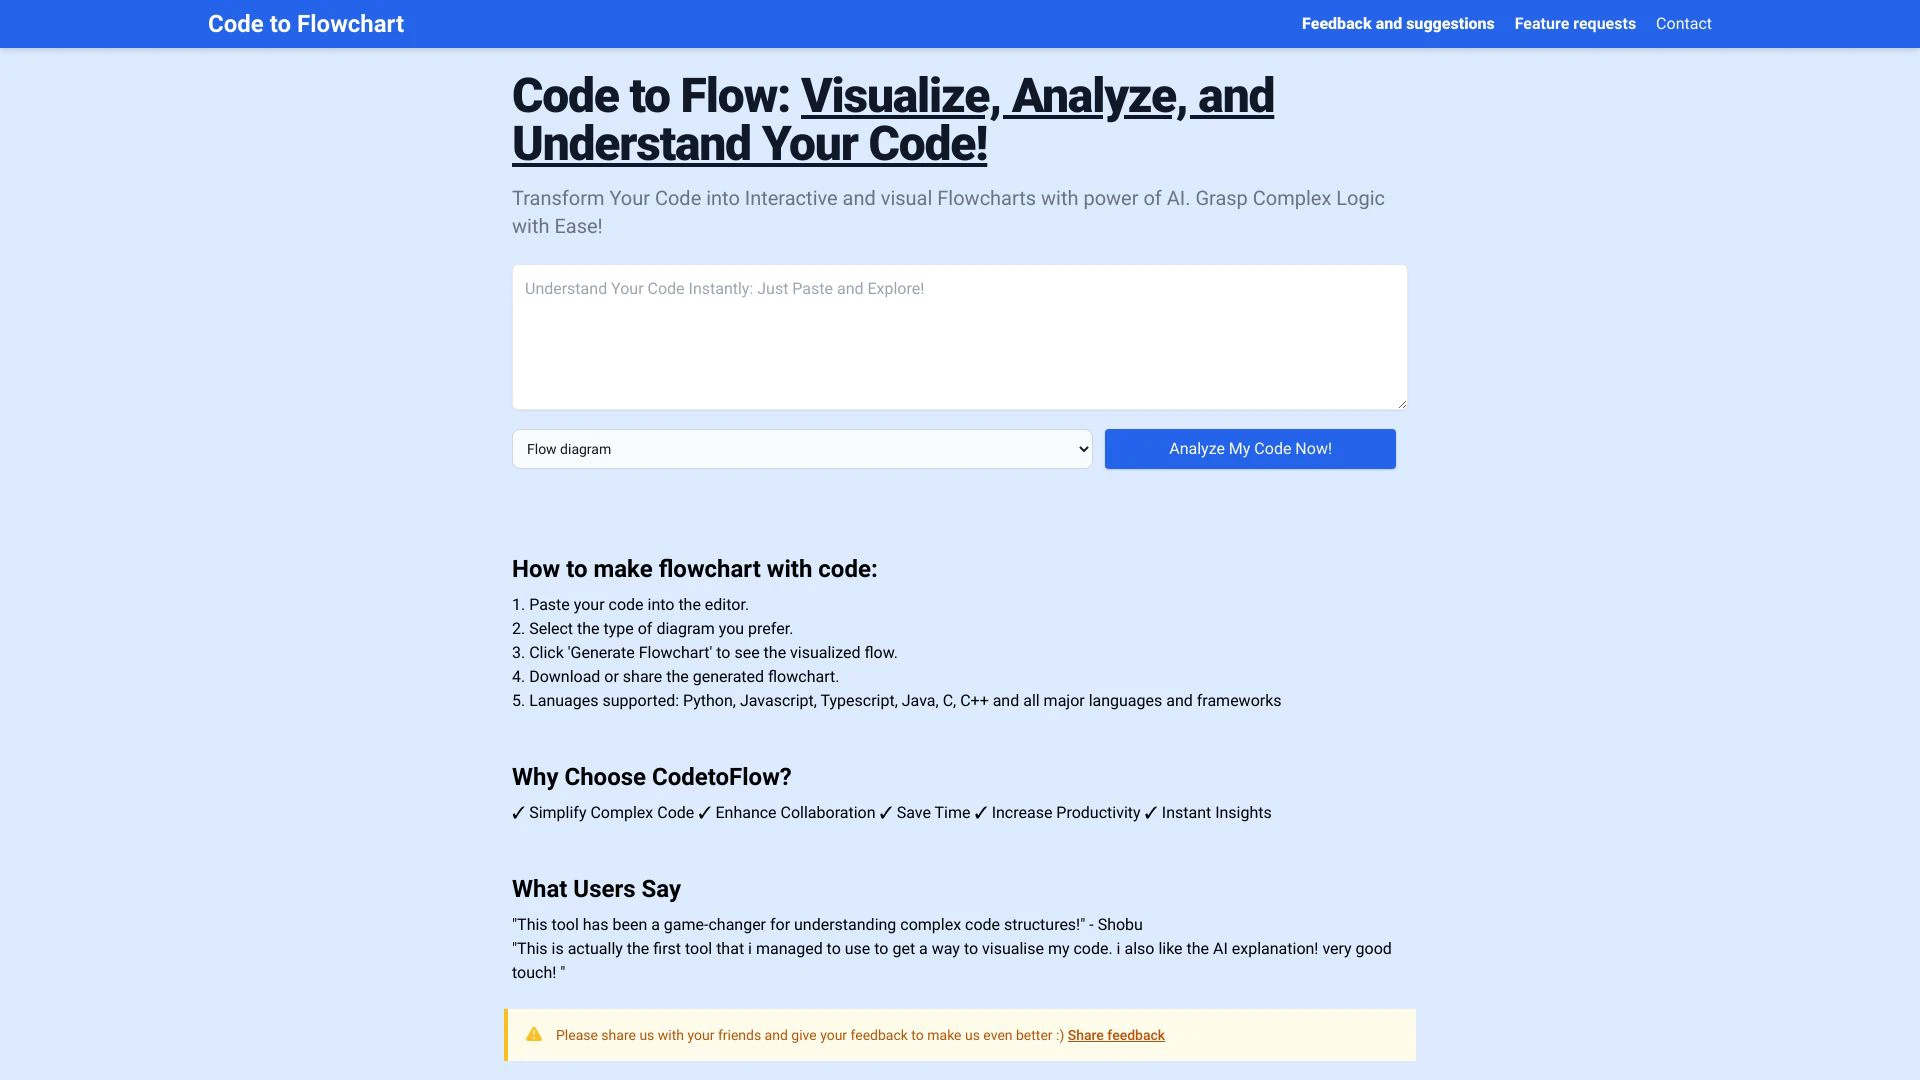 Code to Flowchart
Feedback and suggestions
Feature requests
Contact
Code to Flow: Visualize, Analyze, and
Understand Your Code!
Transform Your Code into Interactive and visual Flowcharts with power of AI. Grasp Complex Logic
with Ease!
Understand Your Code Instantly: Just Paste and Explore!
Flow diagram
Analyze My Code Now!
How to make flowchart with code:
1. Paste your code into the editor.
2. Select the type of diagram you prefer.
3. Click 'Generate Flowchart' to see the visualized flow.
4. Download or share the generated flowchart.
5. Lanuages supported: Python, Javascript, Typescript, Java, C, C++ and all major languages and frameworks
Why Choose CodetoFlow?
✓ Simplify Complex Code ✓ Enhance Collaboration ✓ Save Time ✓ Increase Productivity ✓ Instant Insights
What Users Say
"This tool has been a game-changer for understanding complex code structures!" - Shobu
"This is actually the first tool that i managed to use to get a way to visualise my code. i also like the AI explanation! very good
touch! "
Please share us with your friends and give your feedback to make us even better :) Share feedback